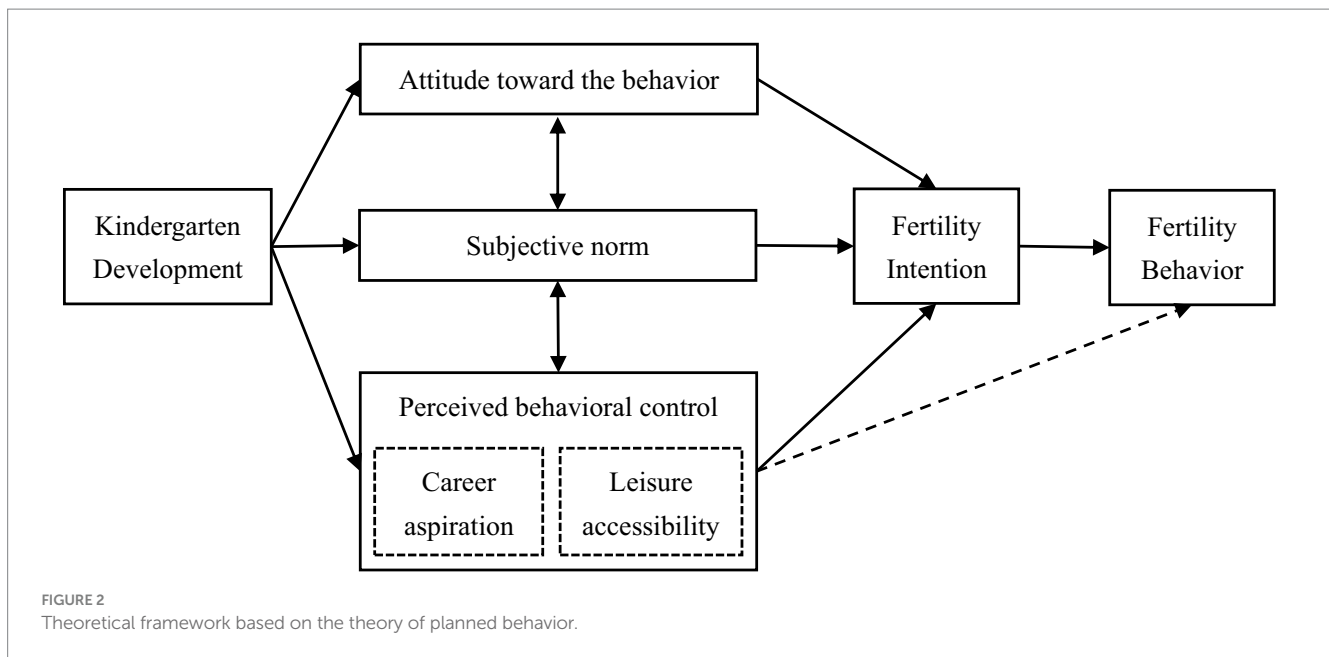 Attitude toward the behavior
Kindergarten
Development
Subjective norm
Fertility
Intention
Fertility
Behavior
Perceived behavioral control
Career
aspiration
Leisure
accessibility
FIGURE 2
Theoretical framework based on the theory of planned behavior.